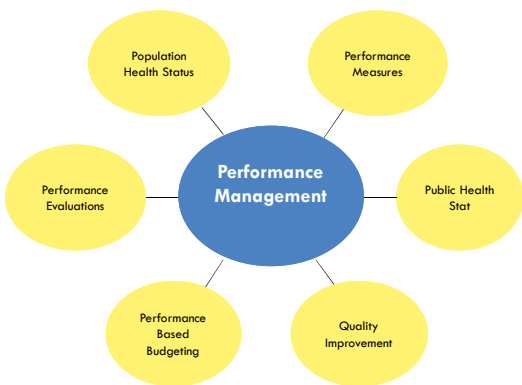 Population
Health Status
Performance
Measures
Performance
Management
Performance
Evaluations
Public Health
Stat
Performance
Based
Budgeting
Quality
Improvement